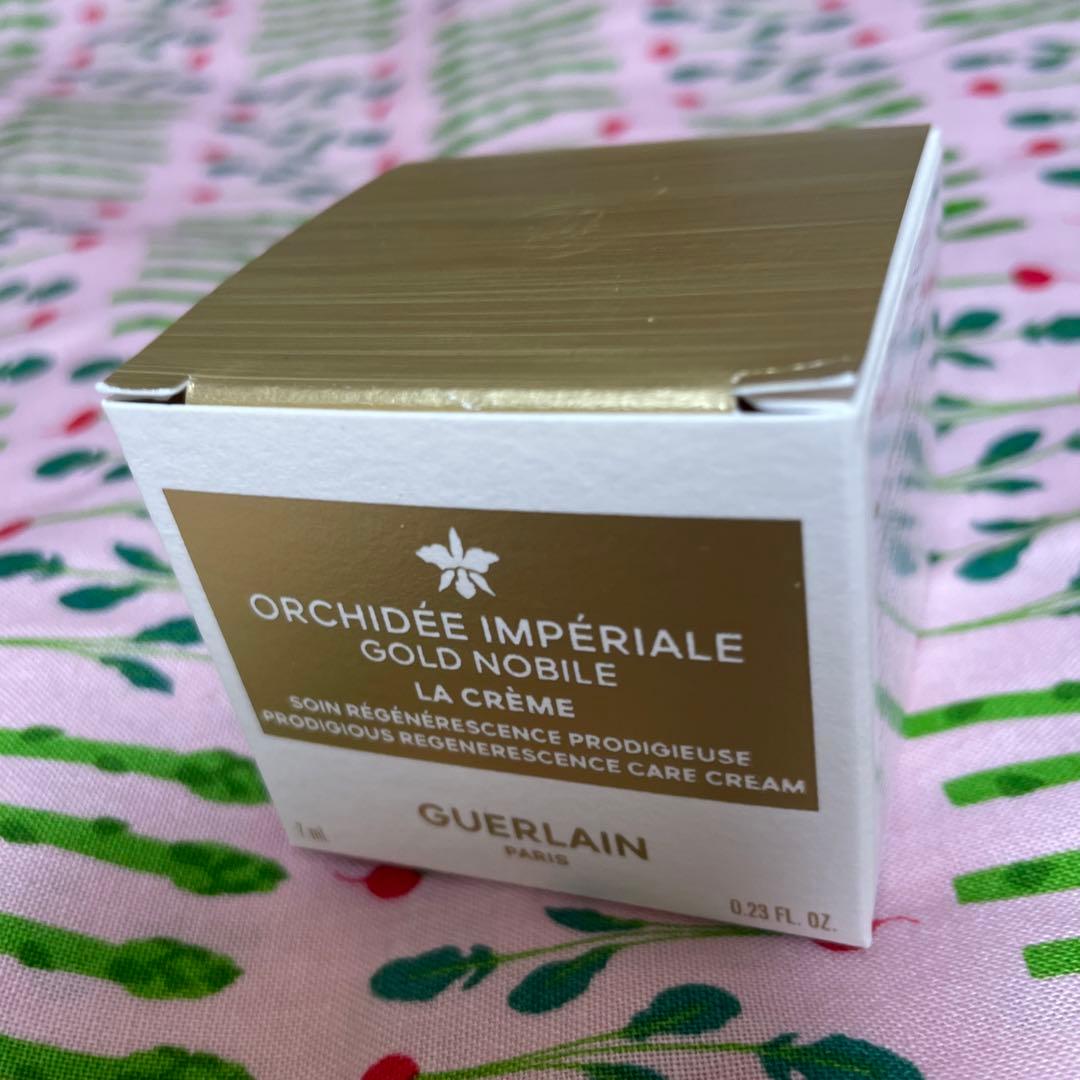 ORCHIDÉE IMPÉRIALE
GOLD NOBILE
LA CRÈME
SOIN RÉGÉNÉRESCENCE PRODIGIEUSE
PRODIGIOUS REGENERESCENCE CARE CREAM
GUERLAIN
PARIS
7 ml
0.23 FL. OZ.